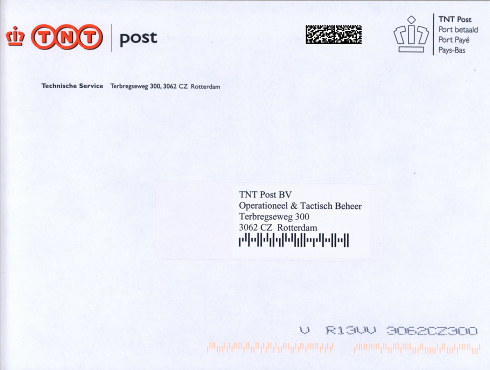 TNT post
TNT Post
Port betaald
Port Payé
Pays-Bas
Technische Service Terbregseweg 300, 3062 CZ Rotterdam
TNT Post BV
Operationeel & Tactisch Beheer
Terbregseweg 300
3062 CZ Rotterdam
V R13VV 3062CZ300